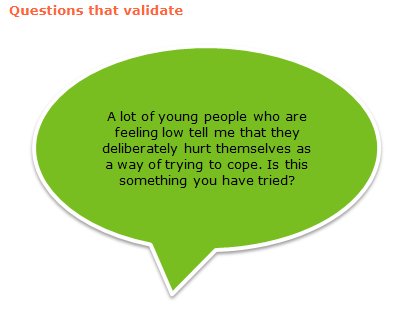 Questions that validate
A lot of young people who are
feeling low tell me that they
deliberately hurt themselves as
a way of trying to cope. Is this
something you have tried?